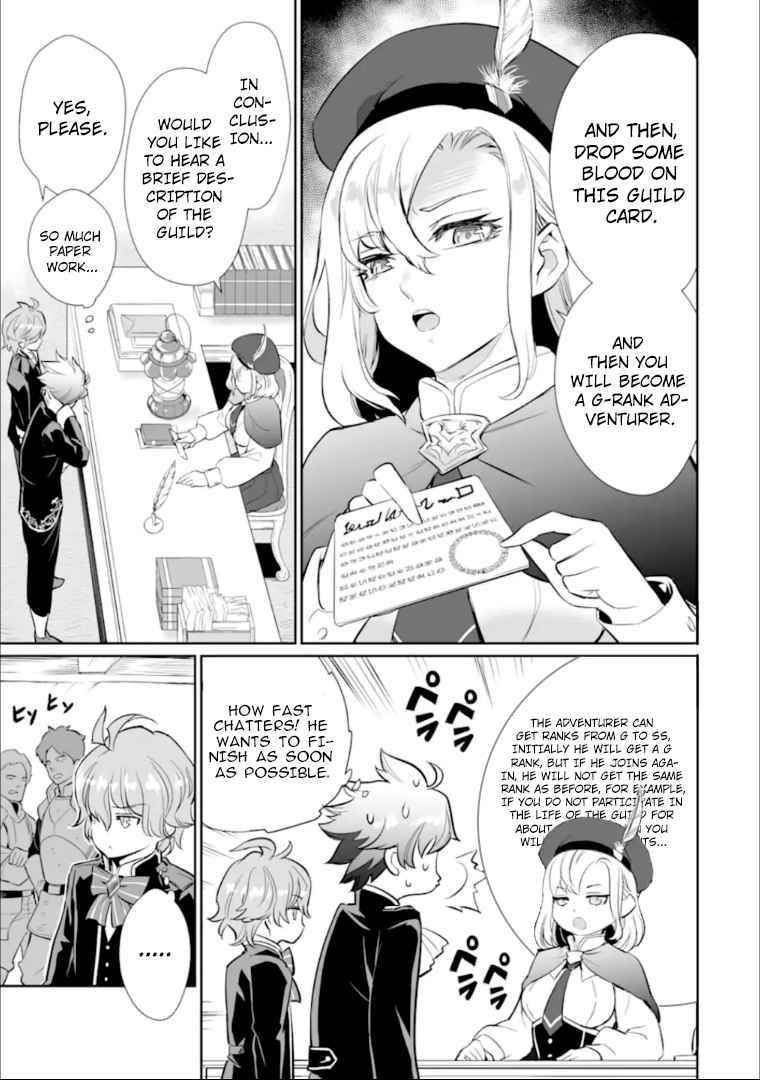 AND THEN,
DROP SOME
BLOOD ON
THIS GUILD
CARD.
AND
THEN YOU
WILL BECOME
A G-RANK AD-
VENTURER.
IN
CON-
CLUS-
ION...
WOULD
YOU LIKE
TO HEAR A
BRIEF DES-
CRIPTION
OF THE
GUILD?
YES,
PLEASE.
SO MUCH
PAPER
WORK...
THE ADVENTURER CAN
GET RANKS FROM G TO SS,
INITIALLY HE WILL GET A G
RANK, BUT IF HE JOINS AGA-
IN, HE WILL NOT GET THE SAME
RANK AS BEFORE, FOR EXAMPLE,
IF YOU DO NOT PARTICIPATE IN
THE LIFE OF THE GUILD FOR
ABOUT YOU
WIL
ペペペ
HOW FAST
CHATTERS! HE
WANTS TO FI-
NISH AS SOON
AS POSSIBLE.
ペペペ
ヒソヒソ
.....